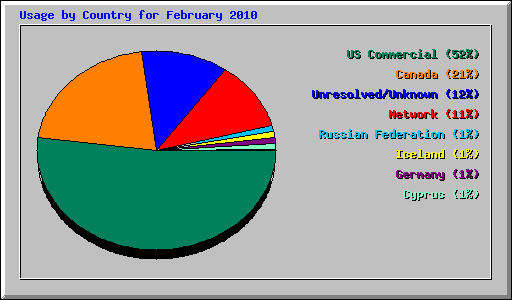 Usage by Country for February 2010
US Commercial (52%)
Canada (21%)
Unresolved/Unknown (12%)
Network (11%)
Russian Federation (1%)
Iceland (1%)
Germany (1%)
Cyprus (1%)